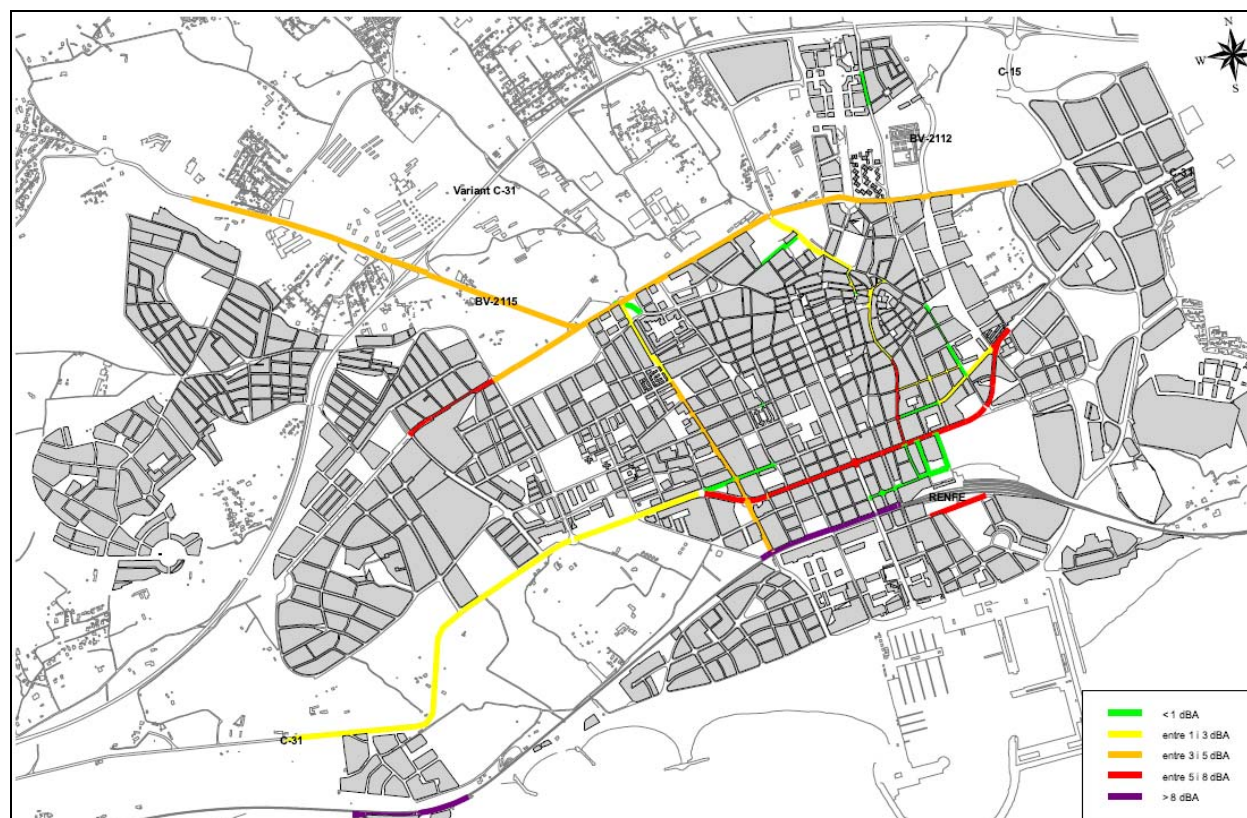 N
W
S
C-15
BV-2112
C-31
Variant C-31
BV-2115
RENFE
C-31
< 1 dBA
entre 1 i 3 dBA
entre 3 i 5 dBA
entre 5 i 8 dBA
> 8 dBA